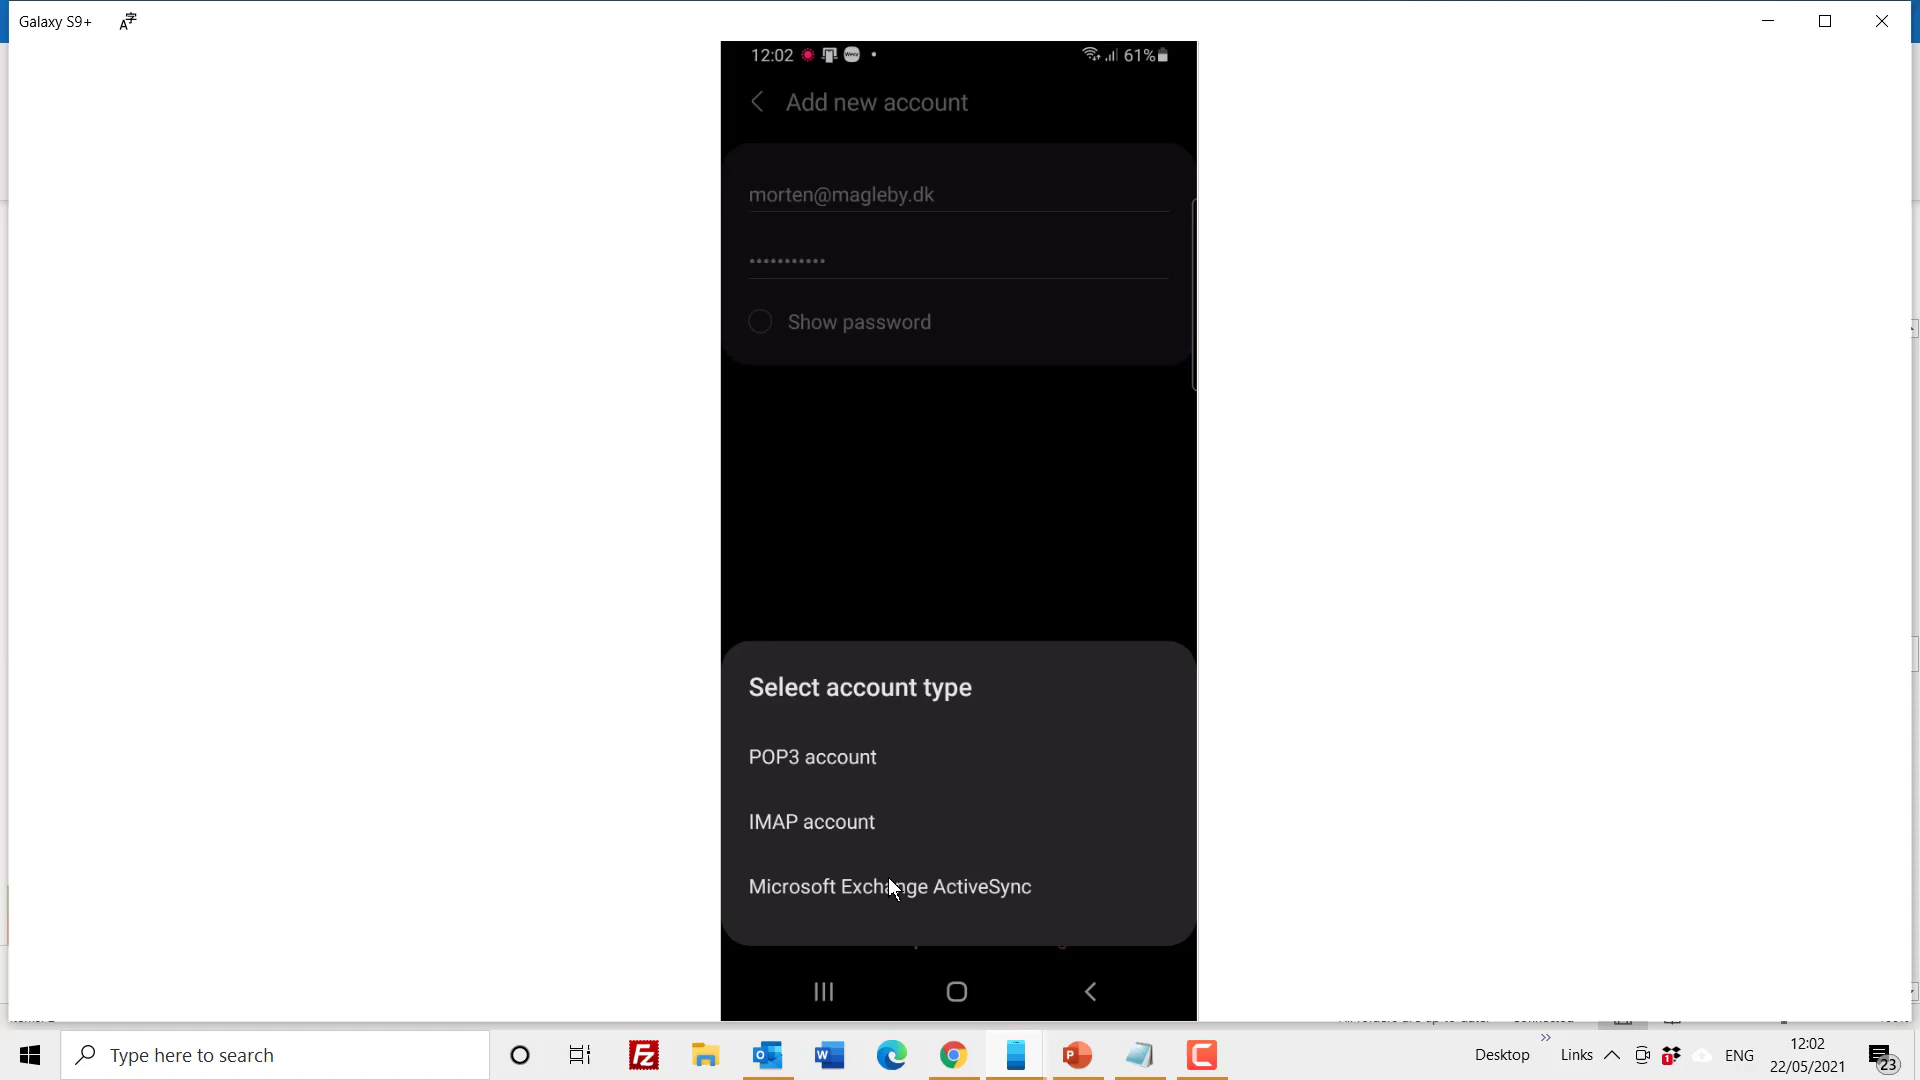 Galaxy S9+
12:02 61%
Add new account
morten@magleby.dk
•••••••••••
Show password
Select account type
POP3 account
IMAP account
Microsoft Exchange ActiveSync
Type here to search
Desktop
Links
ENG
12:02
22/05/2021
23